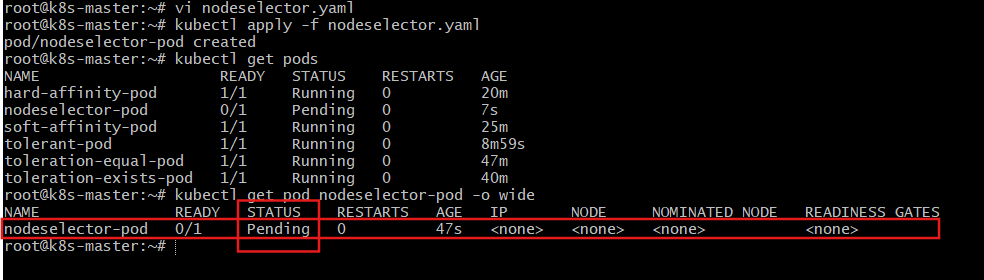 root@k8s-master:~# vi nodeselector.yaml
root@k8s-master:~# kubectl apply -f nodeselector.yaml
pod/nodeselector-pod created
root@k8s-master:~# kubectl get pods
NAME READY STATUS RESTARTS AGE
hard-affinity-pod 1/1 Running 0 20m
nodeselector-pod 0/1 Pending 0 7s
soft-affinity-pod 1/1 Running 0 25m
tolerant-pod 1/1 Running 0 8m59s
toleration-equal-pod 1/1 Running 0 47m
toleration-exists-pod 1/1 Running 0 40m
root@k8s-master:~# kubectl get pod nodeselector-pod -o wide
NAME READY STATUS RESTARTS AGE IP NODE NOMINATED NODE READINESS GATES
nodeselector-pod 0/1 Pending 0 47s <none> <none> <none> <none>
root@k8s-master:~#